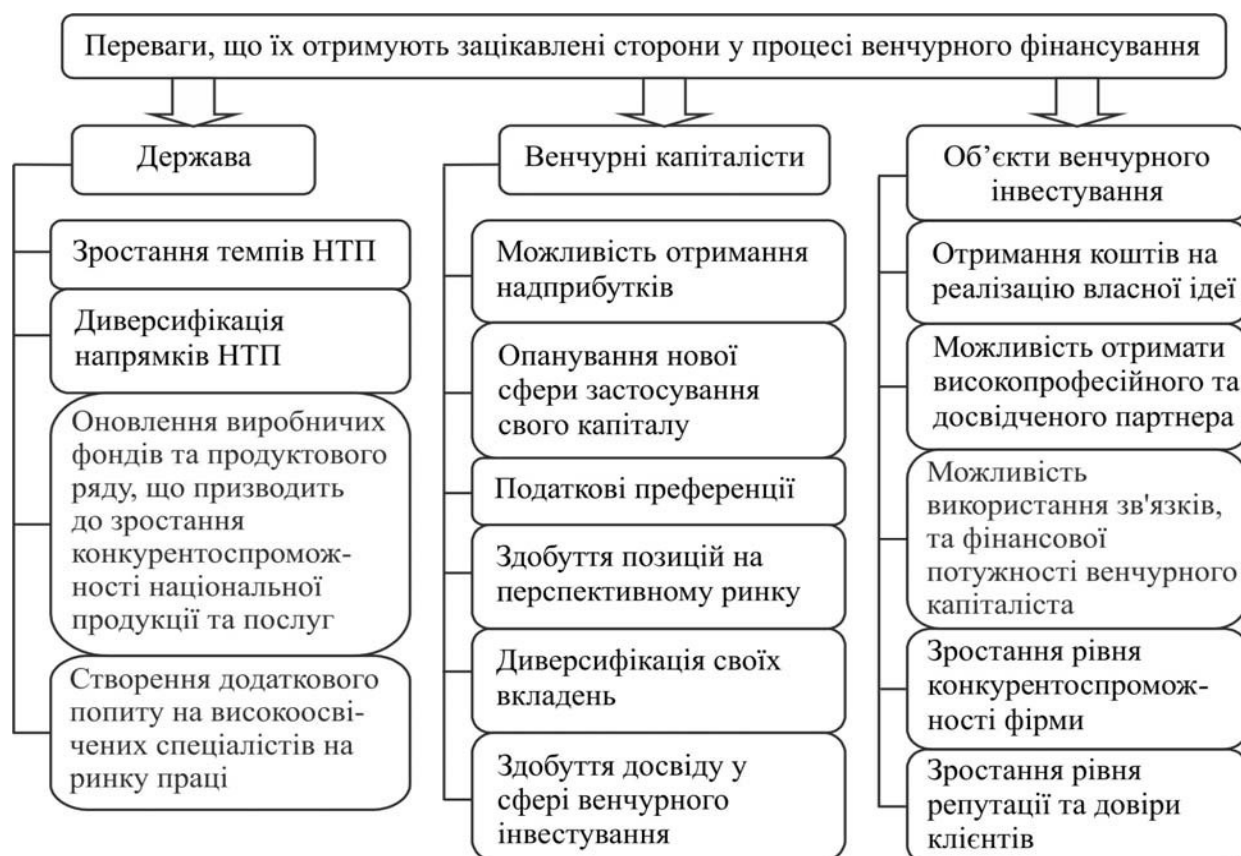 Переваги, що їх отримують зацікавлені сторони у процесі венчурного фінансування
Держава
Зростання темпів НТП
Диверсифікація
напрямків НТП
Оновлення виробничих
фондів та продуктового
ряду, що призводить
до зростання
конкурентоспромож-
ності національної
продукції та послуг
Створення додаткового
попиту на високоосві-
чених спеціалістів на
ринку праці
Венчурні капіталісти
Можливість отримання
надприбутків
Опанування нової
сфери застосування
свого капіталу
Податкові преференції
Здобуття позицій на
перспективному ринку
Диверсифікація своїх
вкладень
Здобуття досвіду у
сфері венчурного
інвестування
Об’єкти венчурного
інвестування
Отримання коштів на
реалізацію власної ідеї
Можливість отримати
високопрофесійного та
досвідченого партнера
Можливість
використання зв'язків,
та фінансової
потужності венчурного
капіталіста
Зростання рівня
конкурентоспромож-
ності фірми
Зростання рівня
репутації та довіри
клієнтів